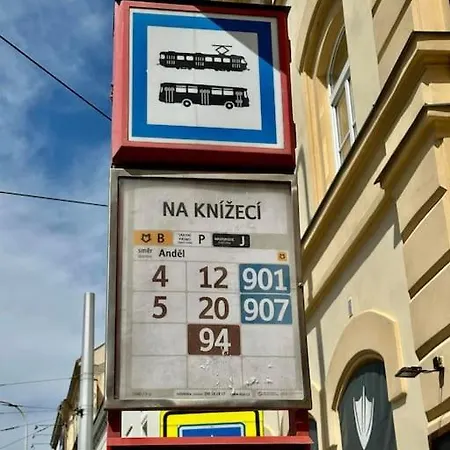 NA KNÍŽECÍ
B P J
směr Anděl
4 12 901
5 20 907
94